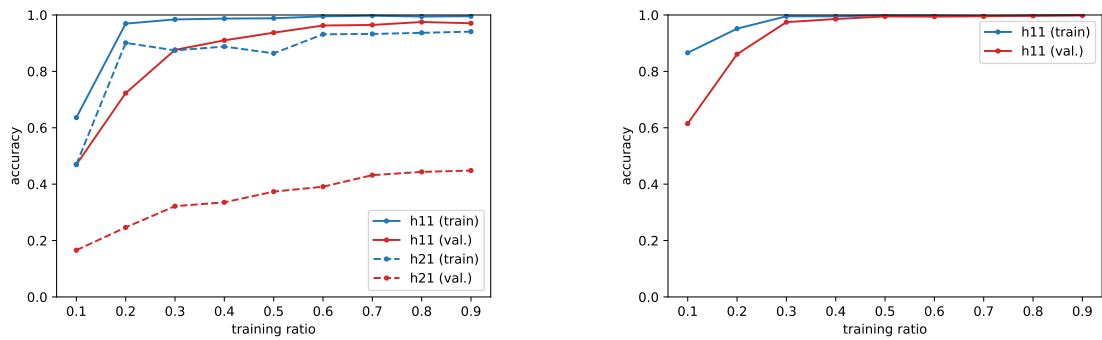 1.0
0.8
0.6
0.4
0.2
0.0
accuracy
0.1 0.2 0.3 0.4 0.5 0.6 0.7 0.8 0.9
training ratio
h11 (train)
h11 (val.)
h21 (train)
h21 (val.)
1.0
0.8
0.6
0.4
0.2
0.0
accuracy
0.1 0.2 0.3 0.4 0.5 0.6 0.7 0.8 0.9
training ratio
h11 (train)
h11 (val.)